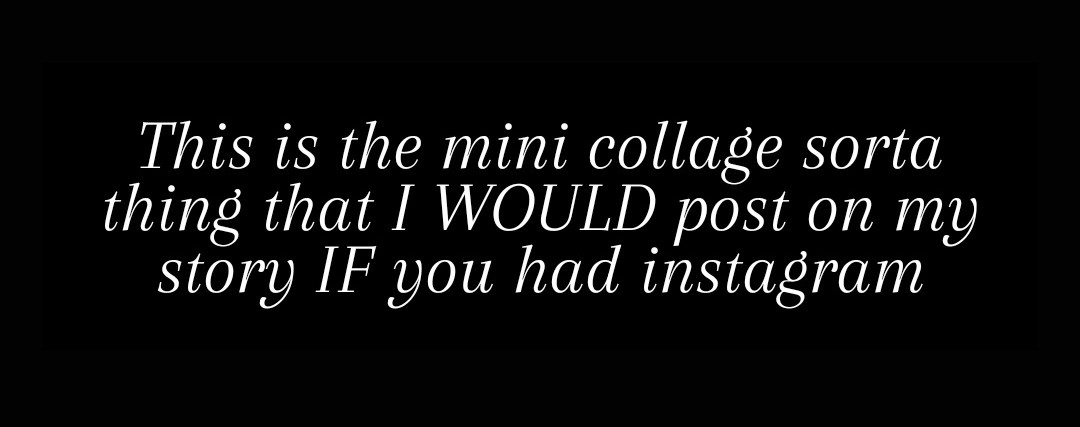 This is the mini collage sorta
thing that I WOULD post on my
story IF you had instagram